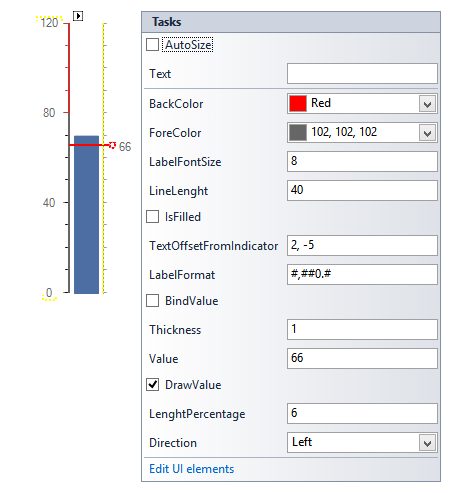 120
80
66
40
0
Tasks
AutoSize
Text
BackColor Red
ForeColor 102, 102, 102
LabelFontSize 8
LineLenght 40
IsFilled
TextOffsetFromIndicator 2, -5
LabelFormat #,##0.#
BindValue
Thickness 1
Value 66
DrawValue
LenghtPercentage 6
Direction Left
Edit UI elements